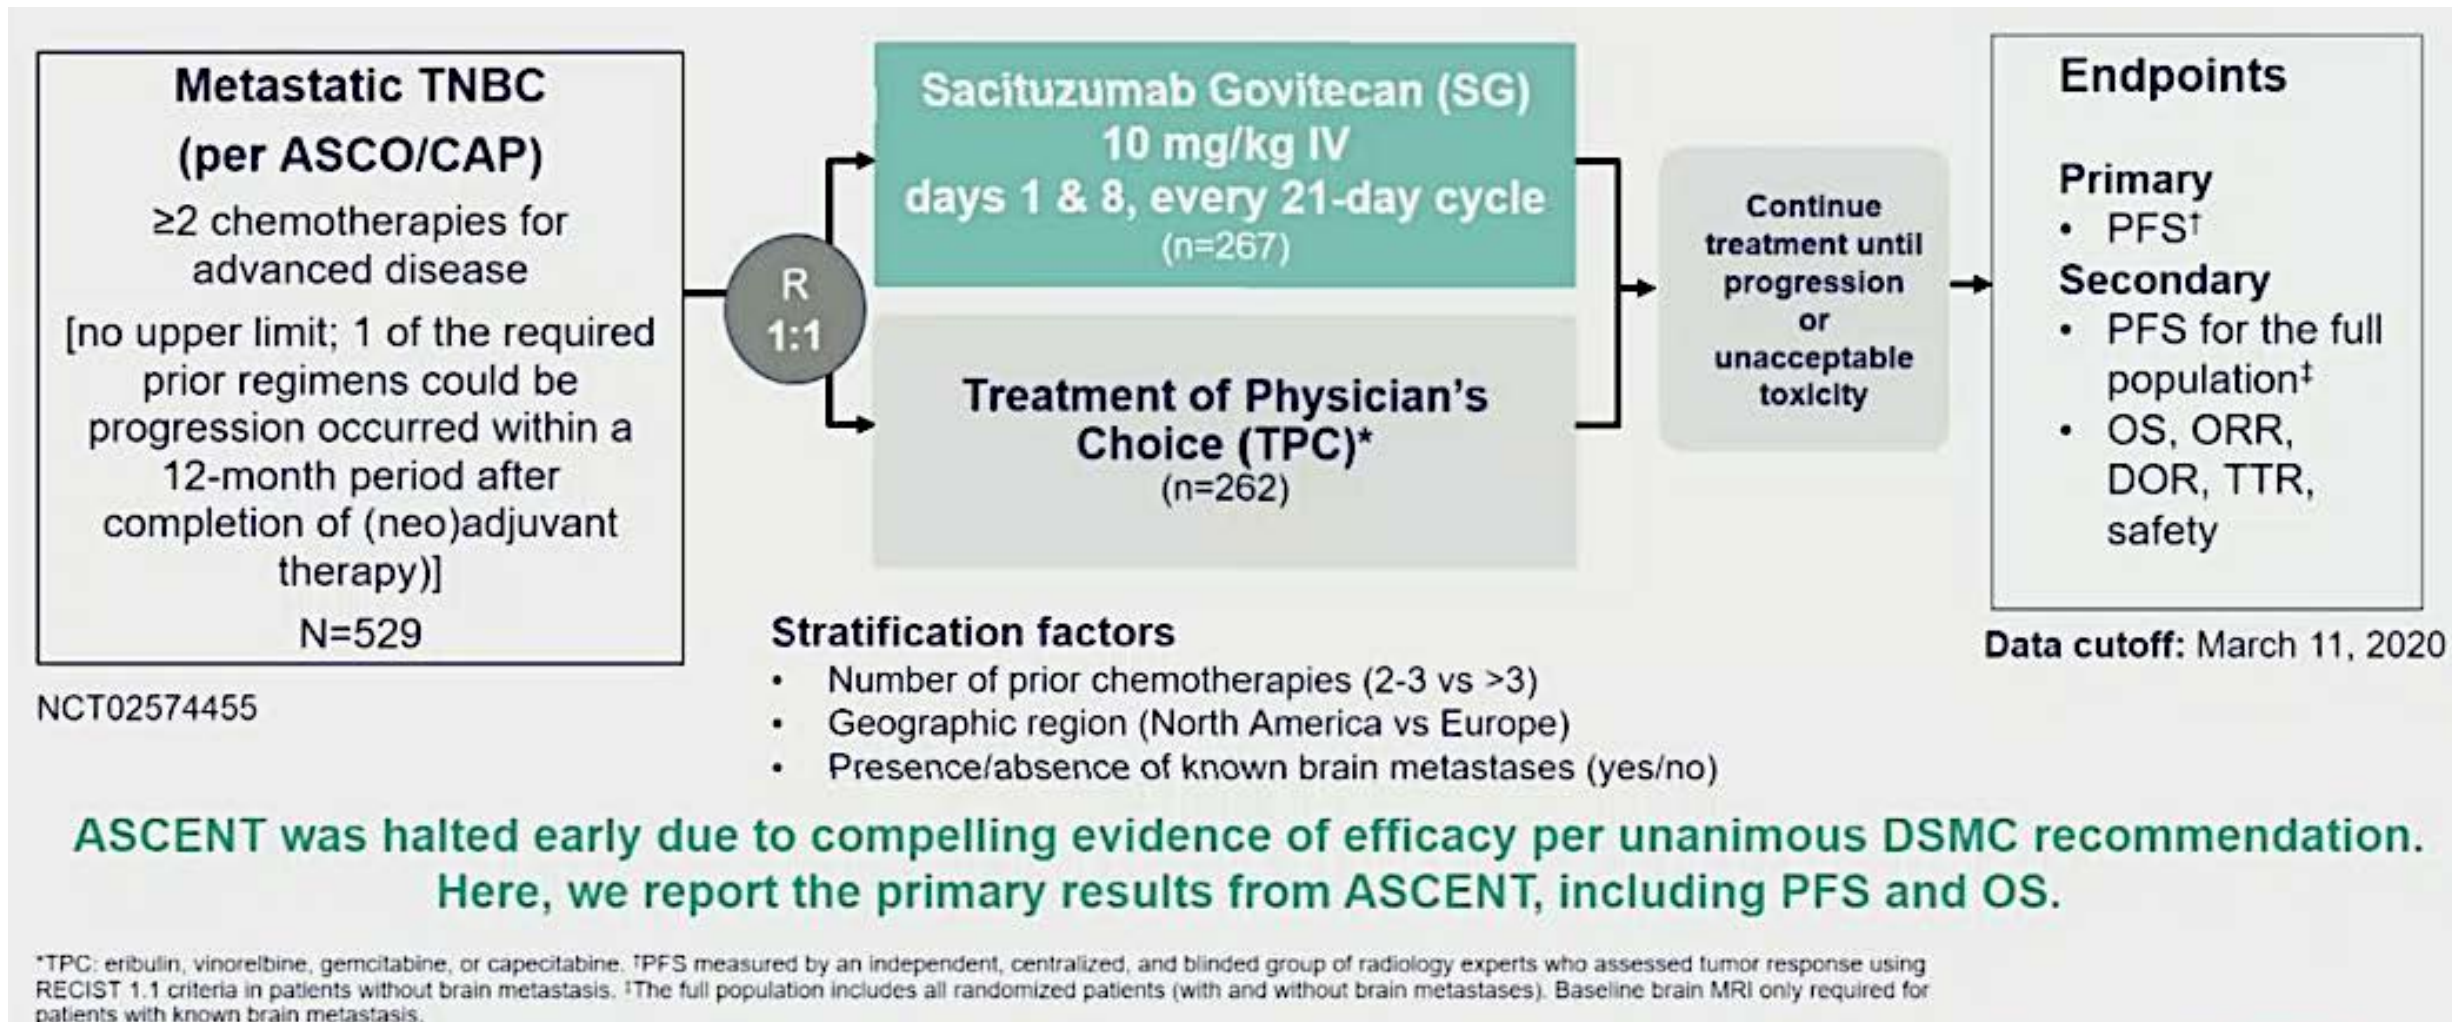 Metastatic TNBC
(per ASCO/CAP)
≥2 chemotherapies for
advanced disease
[no upper limit; 1 of the required
prior regimens could be
progression occurred within a
12-month period after
completion of (neo)adjuvant
therapy)]
N=529
NCT02574455
R
1:1
Sacituzumab Govitecan (SG)
10 mg/kg IV
days 1 & 8, every 21-day cycle
(n=267)
Treatment of Physician's
Choice (TPC)*
(n=262)
Continue
treatment until
progression
or
unacceptable
toxicity
Endpoints
Primary
• PFS†
Secondary
• PFS for the full
population‡
• OS, ORR,
DOR, TTR,
safety
Data cutoff: March 11, 2020
Stratification factors
• Number of prior chemotherapies (2-3 vs >3)
• Geographic region (North America vs Europe)
• Presence/absence of known brain metastases (yes/no)
ASCENT was halted early due to compelling evidence of efficacy per unanimous DSMC recommendation.
Here, we report the primary results from ASCENT, including PFS and OS.
*TPC: eribulin, vinorelbine, gemcitabine, or capecitabine. †PFS measured by an independent, centralized, and blinded group of radiology experts who assessed tumor response using
RECIST 1.1 criteria in patients without brain metastasis. ‡The full population includes all randomized patients (with and without brain metastases). Baseline brain MRI only required for
patients with known brain metastasis.